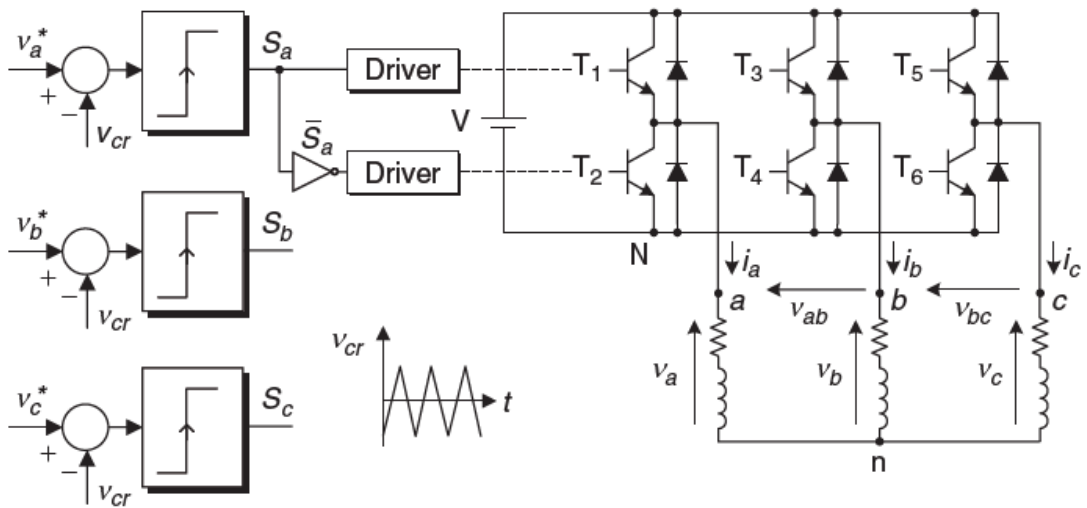 v_a^* S_a Driver T_1 T_3 T_5
+ − v_cr V
S̄_a Driver T_2 T_4 T_6
v_b^* S_b N
+ − v_cr i_a i_b i_c
a v_ab b v_bc c
v_cr t v_a v_b v_c
v_c^* S_c
+ − v_cr n